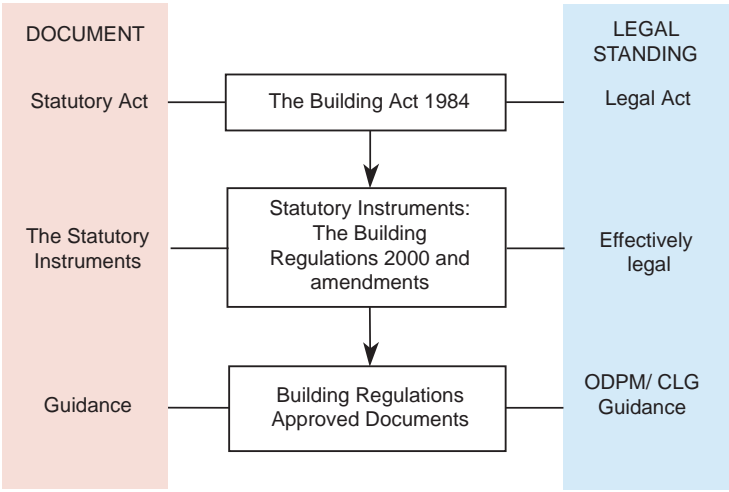 DOCUMENT
LEGAL
STANDING
Statutory Act
The Building Act 1984
Legal Act
The Statutory
Instruments
Statutory Instruments:
The Building
Regulations 2000 and
amendments
Effectively
legal
Guidance
Building Regulations
Approved Documents
ODPM/ CLG
Guidance